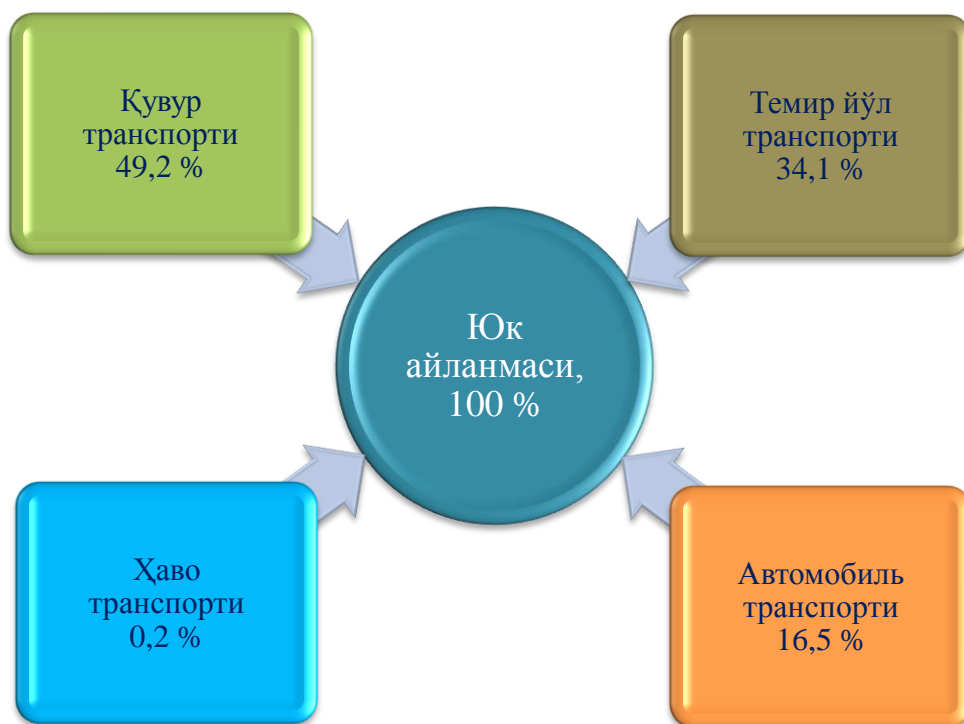 Қувур
транспорти
49,2 %
Темир йўл
транспорти
34,1 %
Юк
айланмаси,
100 %
Ҳаво
транспорти
0,2 %
Автомобиль
транспорти
16,5 %